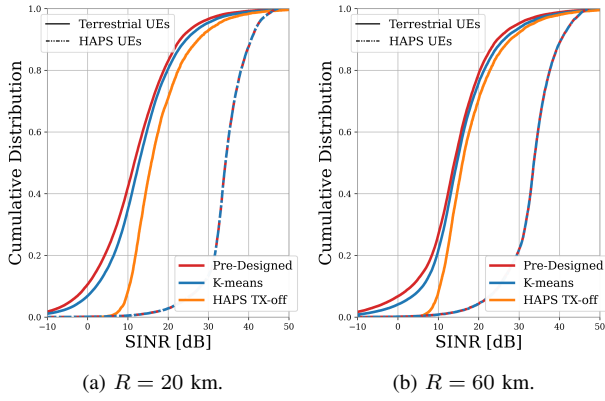 1.0
0.8
0.6
0.4
0.2
0.0
Cumulative Distribution
Terrestrial UEs
HAPS UEs
Pre-Designed
K-means
HAPS TX-off
−10 0 10 20 30 40 50
SINR [dB]
(a) R = 20 km.
1.0
0.8
0.6
0.4
0.2
0.0
Cumulative Distribution
Terrestrial UEs
HAPS UEs
Pre-Designed
K-means
HAPS TX-off
−10 0 10 20 30 40 50
SINR [dB]
(b) R = 60 km.